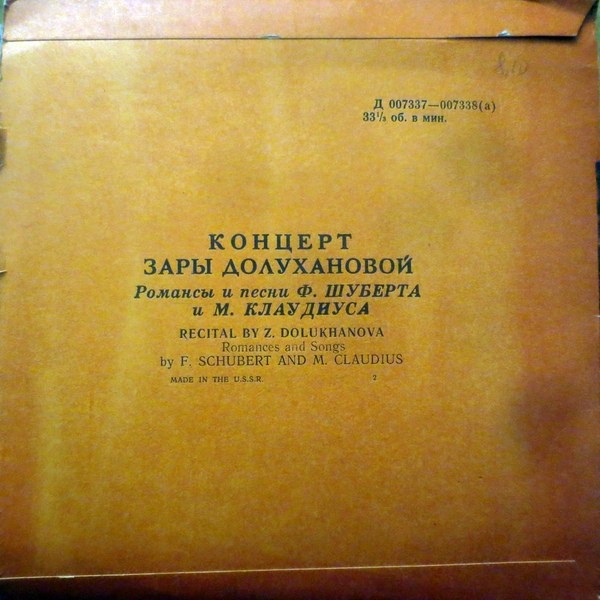 Д 007337—007338(а)
33⅓ об. в мин.
КОНЦЕРТ
ЗАРЫ ДОЛУХАНОВОЙ
Романсы и песни Ф. ШУБЕРТА
и М. КЛАУДИУСА
RECITAL BY Z. DOLUKHANOVA
Romances and Songs
by F. SCHUBERT AND M. CLAUDIUS
MADE IN THE U.S.S.R. 2